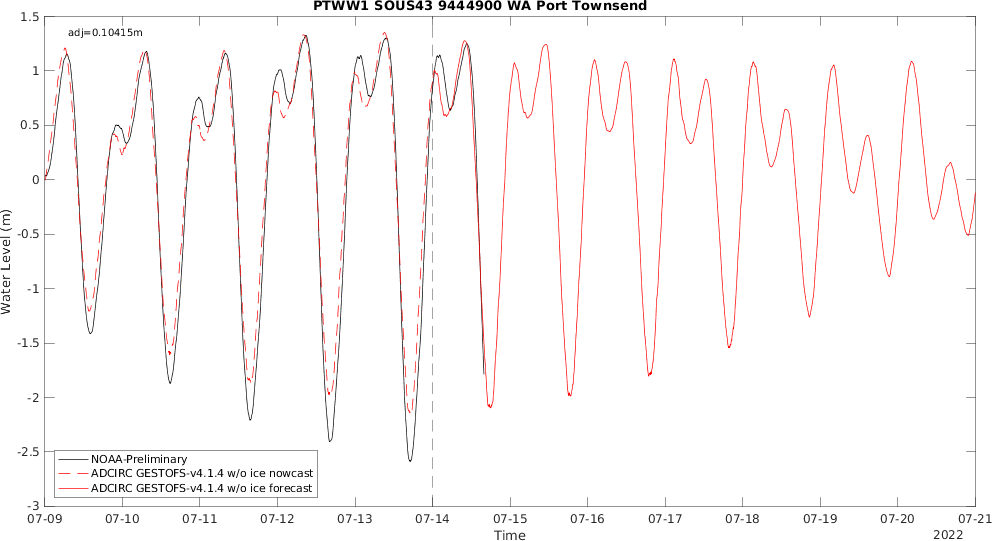 PTWW1 SOUS43 9444900 WA Port Townsend
adj=0.10415m
1.5
1
0.5
0
-0.5
-1
-1.5
-2
-2.5
-3
Water Level (m)
NOAA-Preliminary
ADCIRC GESTOFS-v4.1.4 w/o ice nowcast
ADCIRC GESTOFS-v4.1.4 w/o ice forecast
07-09 07-10 07-11 07-12 07-13 07-14 07-15 07-16 07-17 07-18 07-19 07-20 07-21
Time
2022